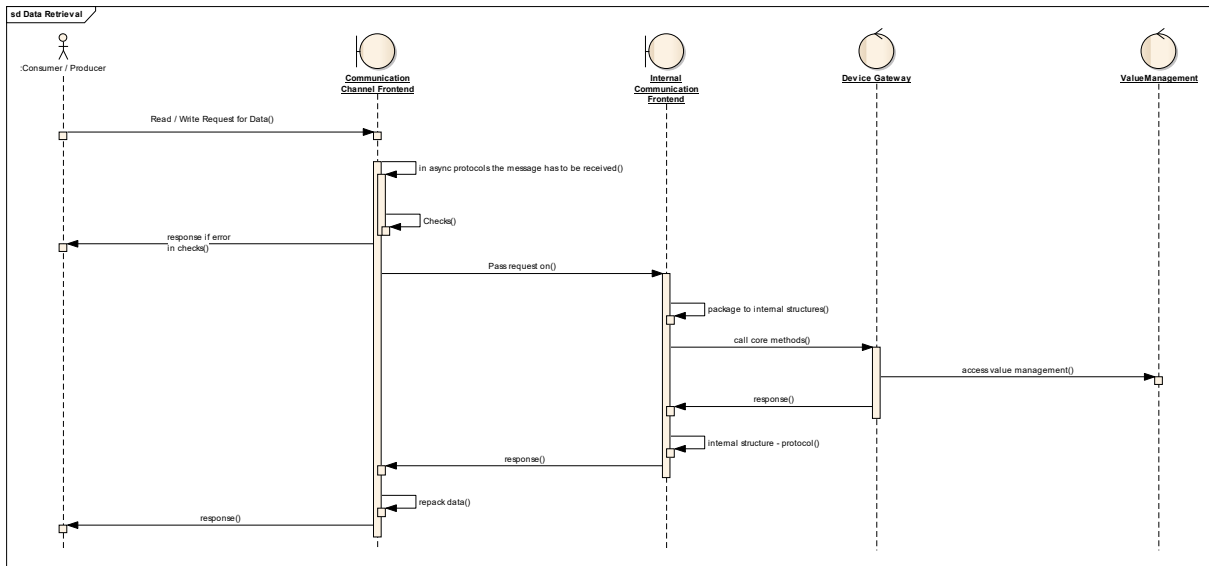 sd Data Retrieval
:Consumer / Producer
Communication
Channel Frontend
Internal
Communication
Frontend
Device Gateway
ValueManagement
Read / Write Request for Data()
in async protocols the message has to be received()
Checks()
response if error
in checks()
Pass request on()
package to internal structures()
call core methods()
access value management()
response()
internal structure - protocol()
response()
repack data()
response()